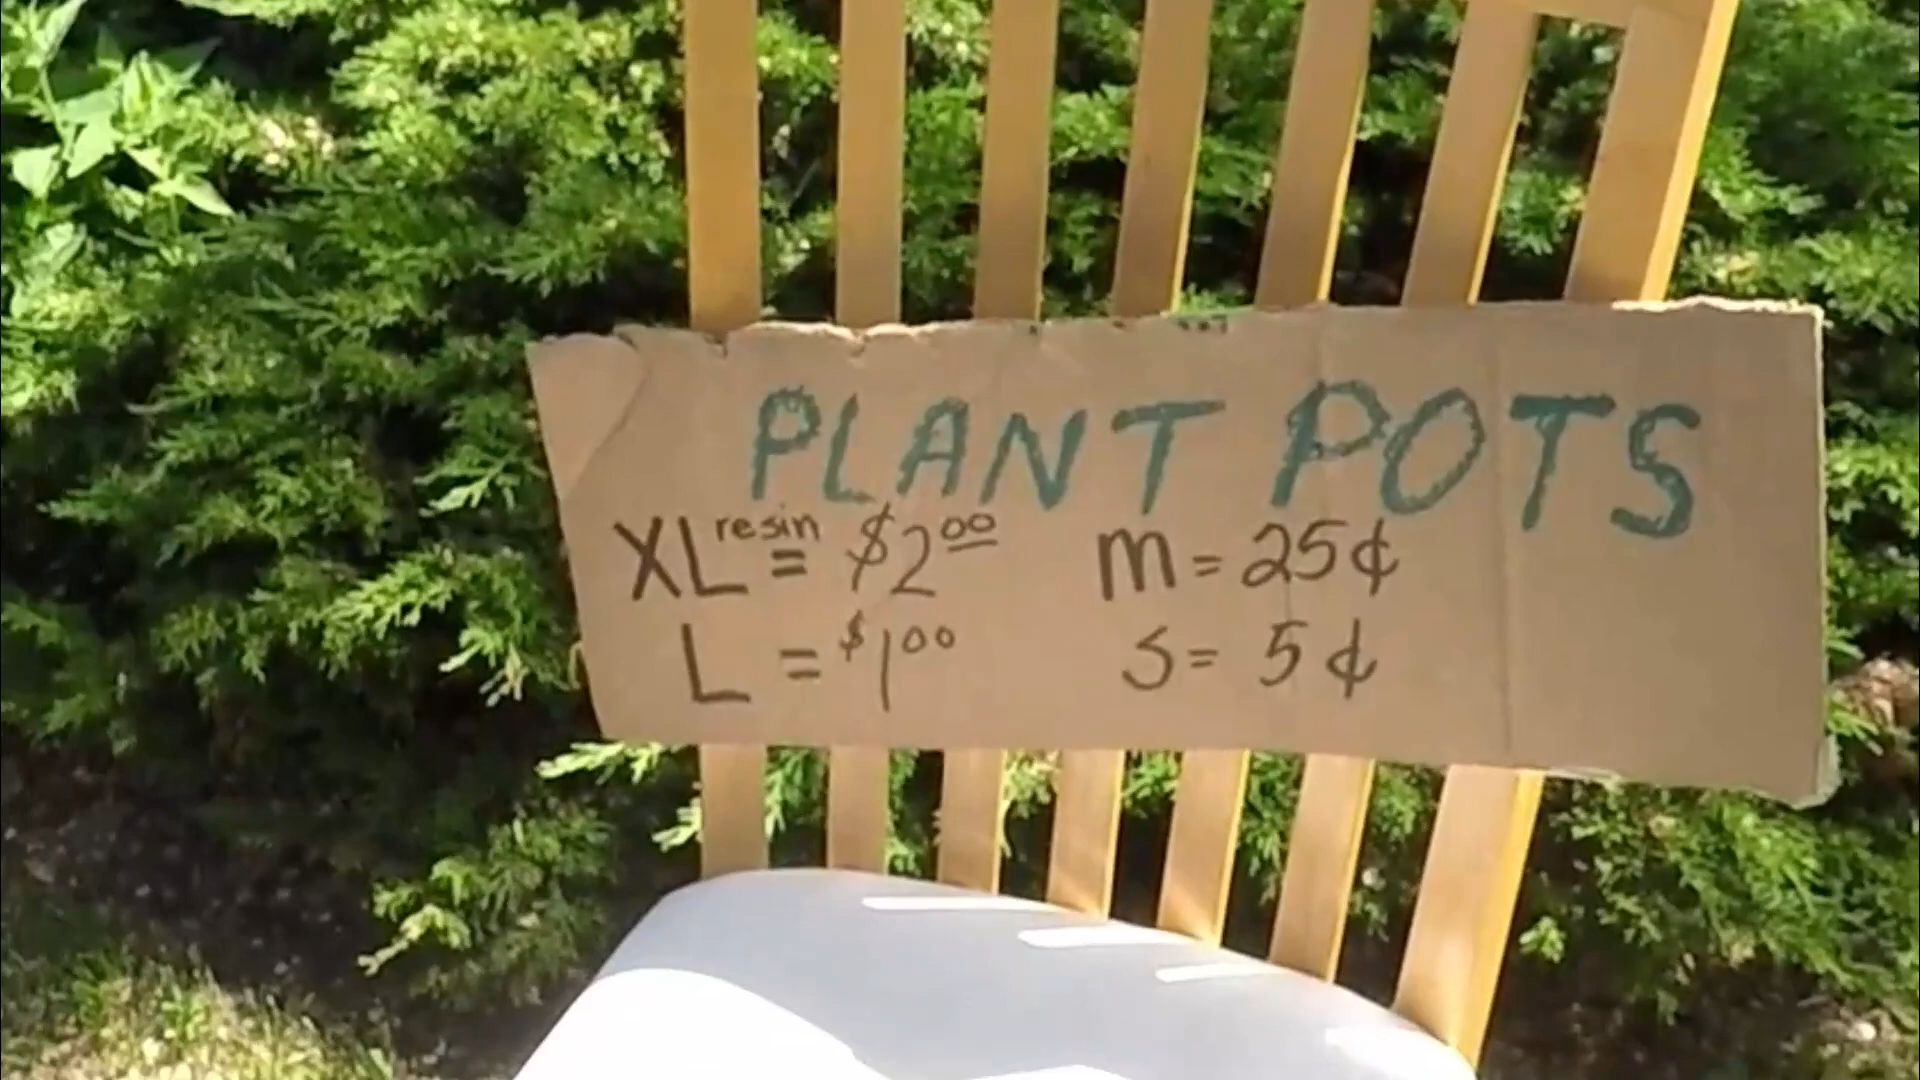 PLANT POTS
XL resin = $2.00 m = 25¢
L = $1.00 S = 5¢